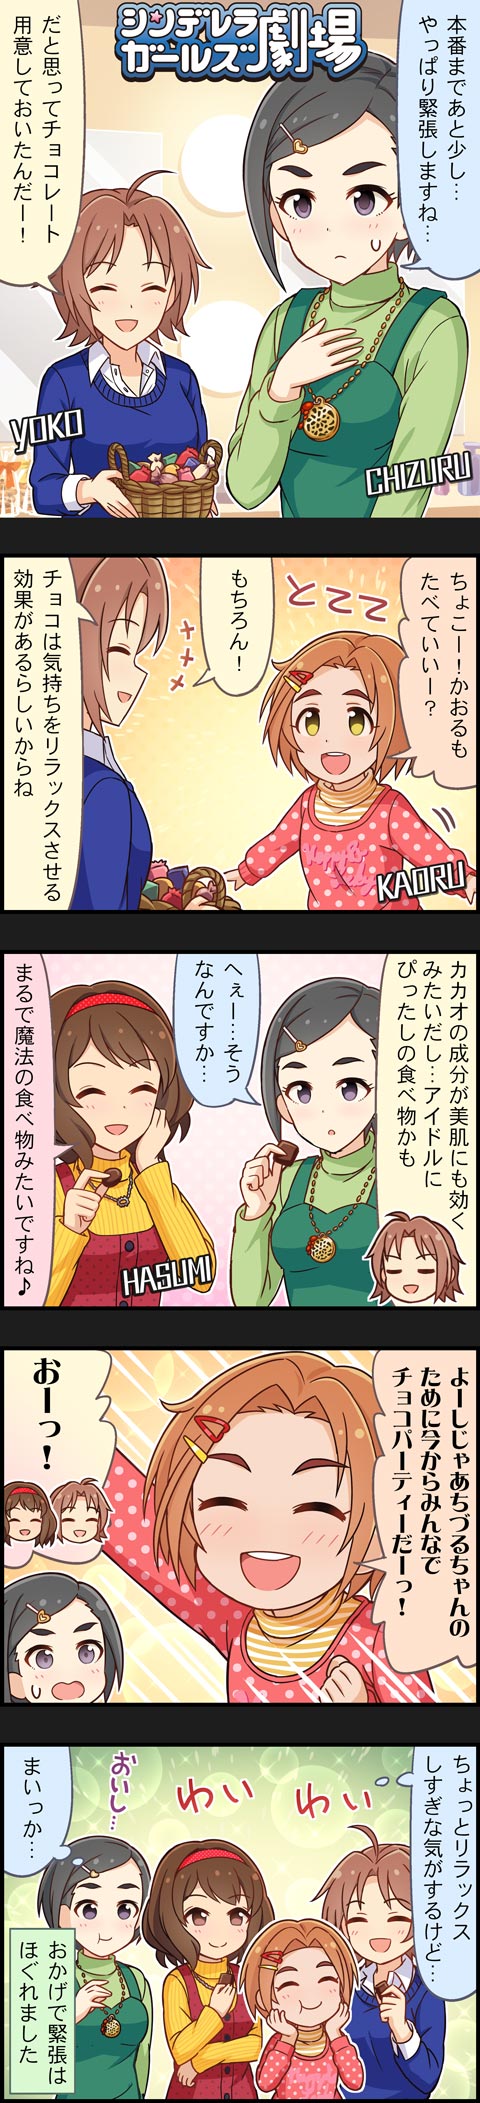 シンデレラ
ガールズ劇場
本番まであと少し…
やっぱり緊張しますね…
だと思ってチョコレート
用意しておいたんだー！
YOKO
CHIZURU
ちょこー！かおるも
たべていいー？
とててて
もちろん！
チョコは気持ちをリラックスさせる
効果があるらしいからね
KAORU
カカオの成分が美肌にも効く
みたいだし…アイドルに
ぴったしの食べ物かも
へぇー…そう
なんですか…
まるで魔法の食べ物みたいですね♪
HASUMI
よーしじゃあちづるちゃんの
ために今からみんなで
チョコパーティーだーっ！
おーっ！
ちょっとリラックス
しすぎな気がするけど…
わい
わい
おいし…
まいっか…
おかげで緊張は
ほぐれました